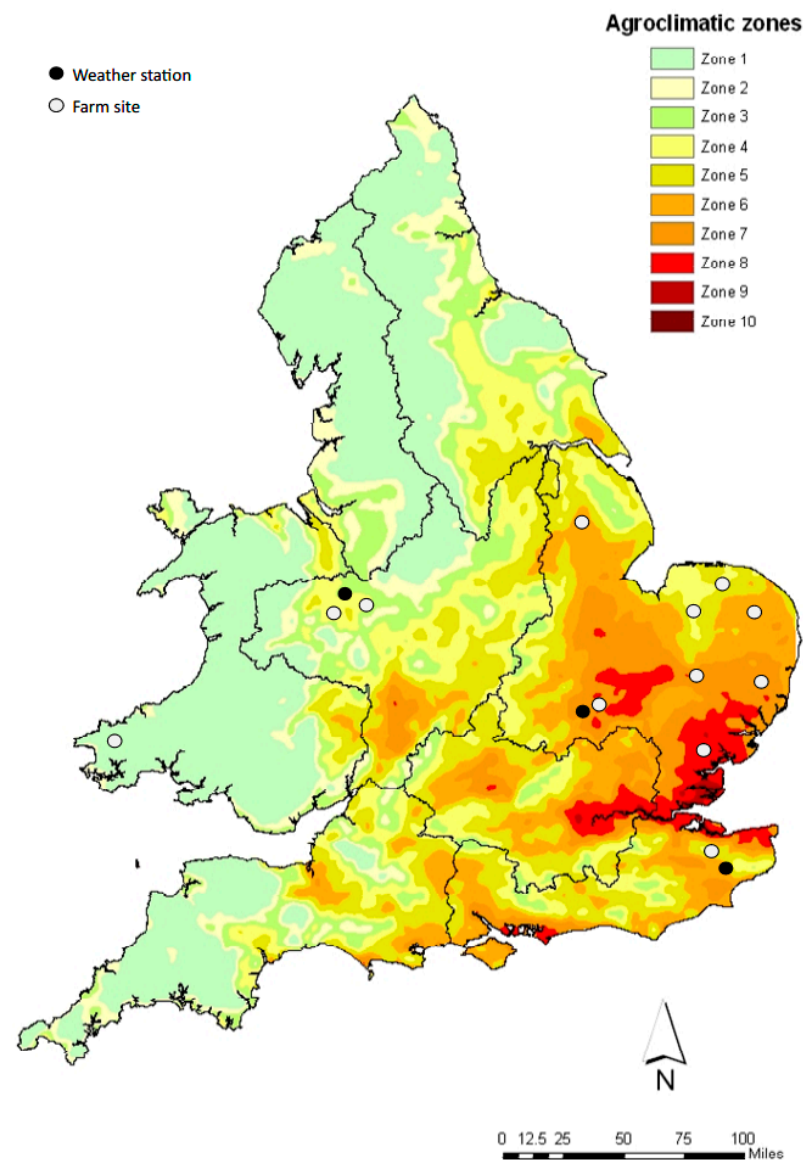 Agroclimatic zones
Weather station
Farm site
Zone 1
Zone 2
Zone 3
Zone 4
Zone 5
Zone 6
Zone 7
Zone 8
Zone 9
Zone 10
N
0 12.5 25 50 75 100
Miles